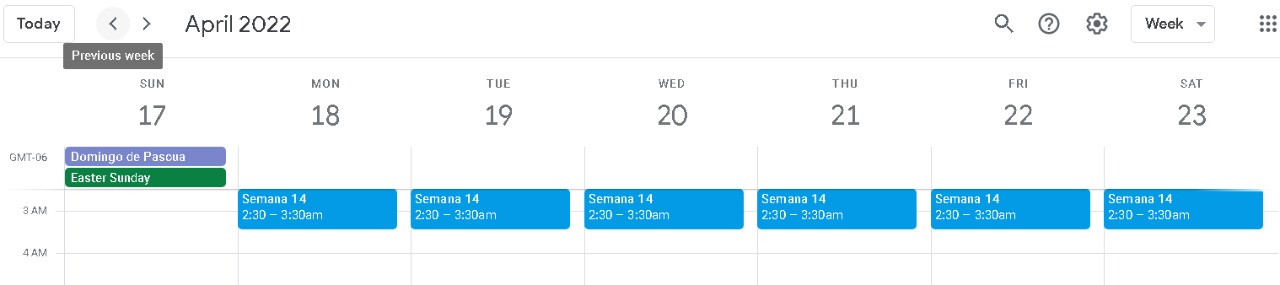 Today
April 2022
Week
Previous week
SUN MON TUE WED THU FRI SAT
17 18 19 20 21 22 23
GMT-06
Domingo de Pascua
Easter Sunday
Semana 14 Semana 14 Semana 14 Semana 14 Semana 14 Semana 14
2:30 – 3:30am 2:30 – 3:30am 2:30 – 3:30am 2:30 – 3:30am 2:30 – 3:30am 2:30 – 3:30am
3 AM
4 AM